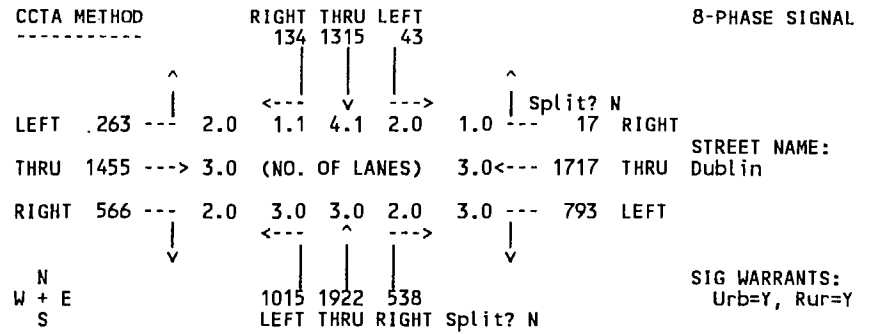 CCTA METHOD RIGHT THRU LEFT 8-PHASE SIGNAL
----------- 134 1315 43
^ | | | ^
| <--- v ---> | Split? N
LEFT 263 --- 2.0 1.1 4.1 2.0 1.0 --- 17 RIGHT
STREET NAME:
THRU 1455 ---> 3.0 (NO. OF LANES) 3.0<--- 1717 THRU Dublin
RIGHT 566 --- 2.0 3.0 3.0 2.0 3.0 --- 793 LEFT
| <--- ^ ---> |
v | | | v
N SIG WARRANTS:
W + E 1015 1922 538 Urb=Y, Rur=Y
S LEFT THRU RIGHT Split? N